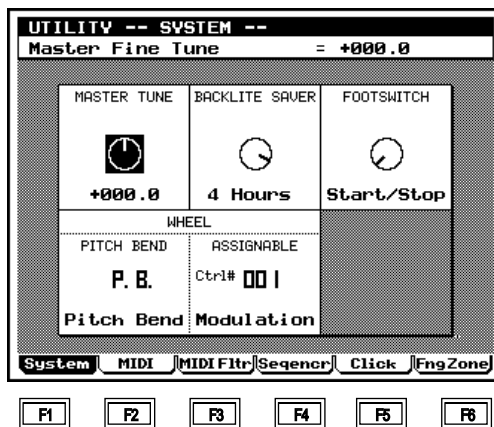 UTILITY -- SYSTEM --
Master Fine Tune = +000.0
MASTER TUNE BACKLITE SAVER FOOTSWITCH
+000.0 4 Hours Start/Stop
WHEEL
PITCH BEND ASSIGNABLE
P. B. Ctrl# 001
Pitch Bend Modulation
System MIDI MIDI Fltr Seqencr Click FngZone
F1 F2 F3 F4 F5 F6